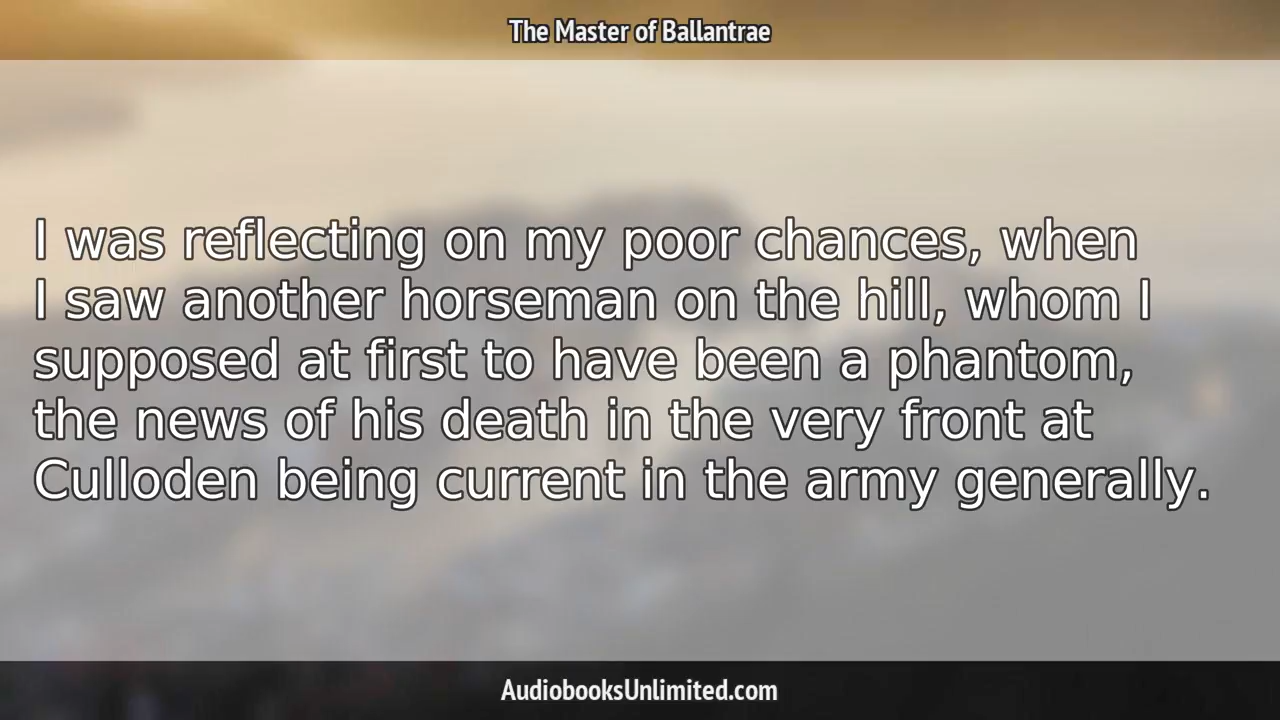 The Master of Ballantrae
I was reflecting on my poor chances, when
I saw another horseman on the hill, whom I
supposed at first to have been a phantom,
the news of his death in the very front at
Culloden being current in the army generally.
AudiobooksUnlimited.com